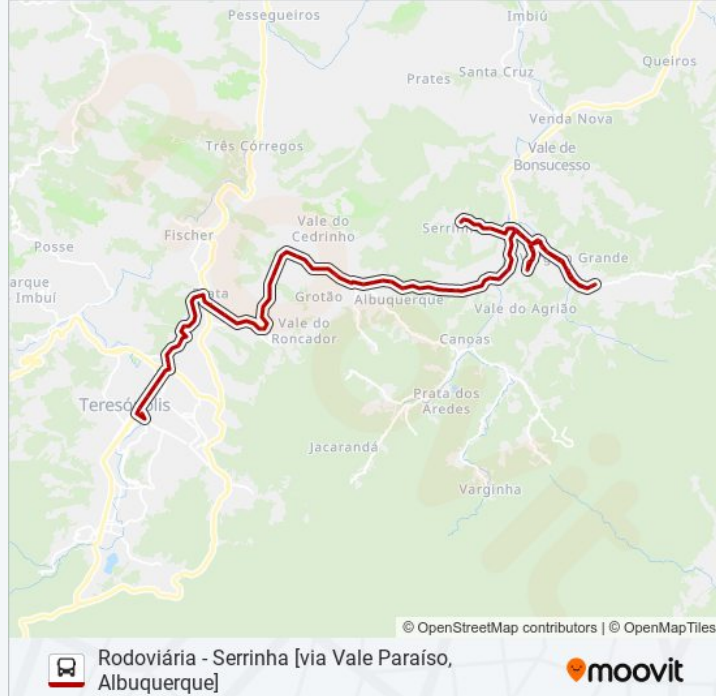 Pessegueiros
Imbiú
Queiros
Prates
Santa Cruz
Venda Nova
Três Córregos
Vale de
Bonsucesso
Vale do
Cedrinho
Fischer
Posse
Grande
Imbuí
Grotão
Albuquerque
Vale do Agrião
Vale do
Roncador
Canoas
Prata dos
Aredes
Jacarandá
Varginha
© OpenStreetMap contributors | © OpenMapTiles
Rodoviária - Serrinha [via Vale Paraíso,
Albuquerque]
moovit